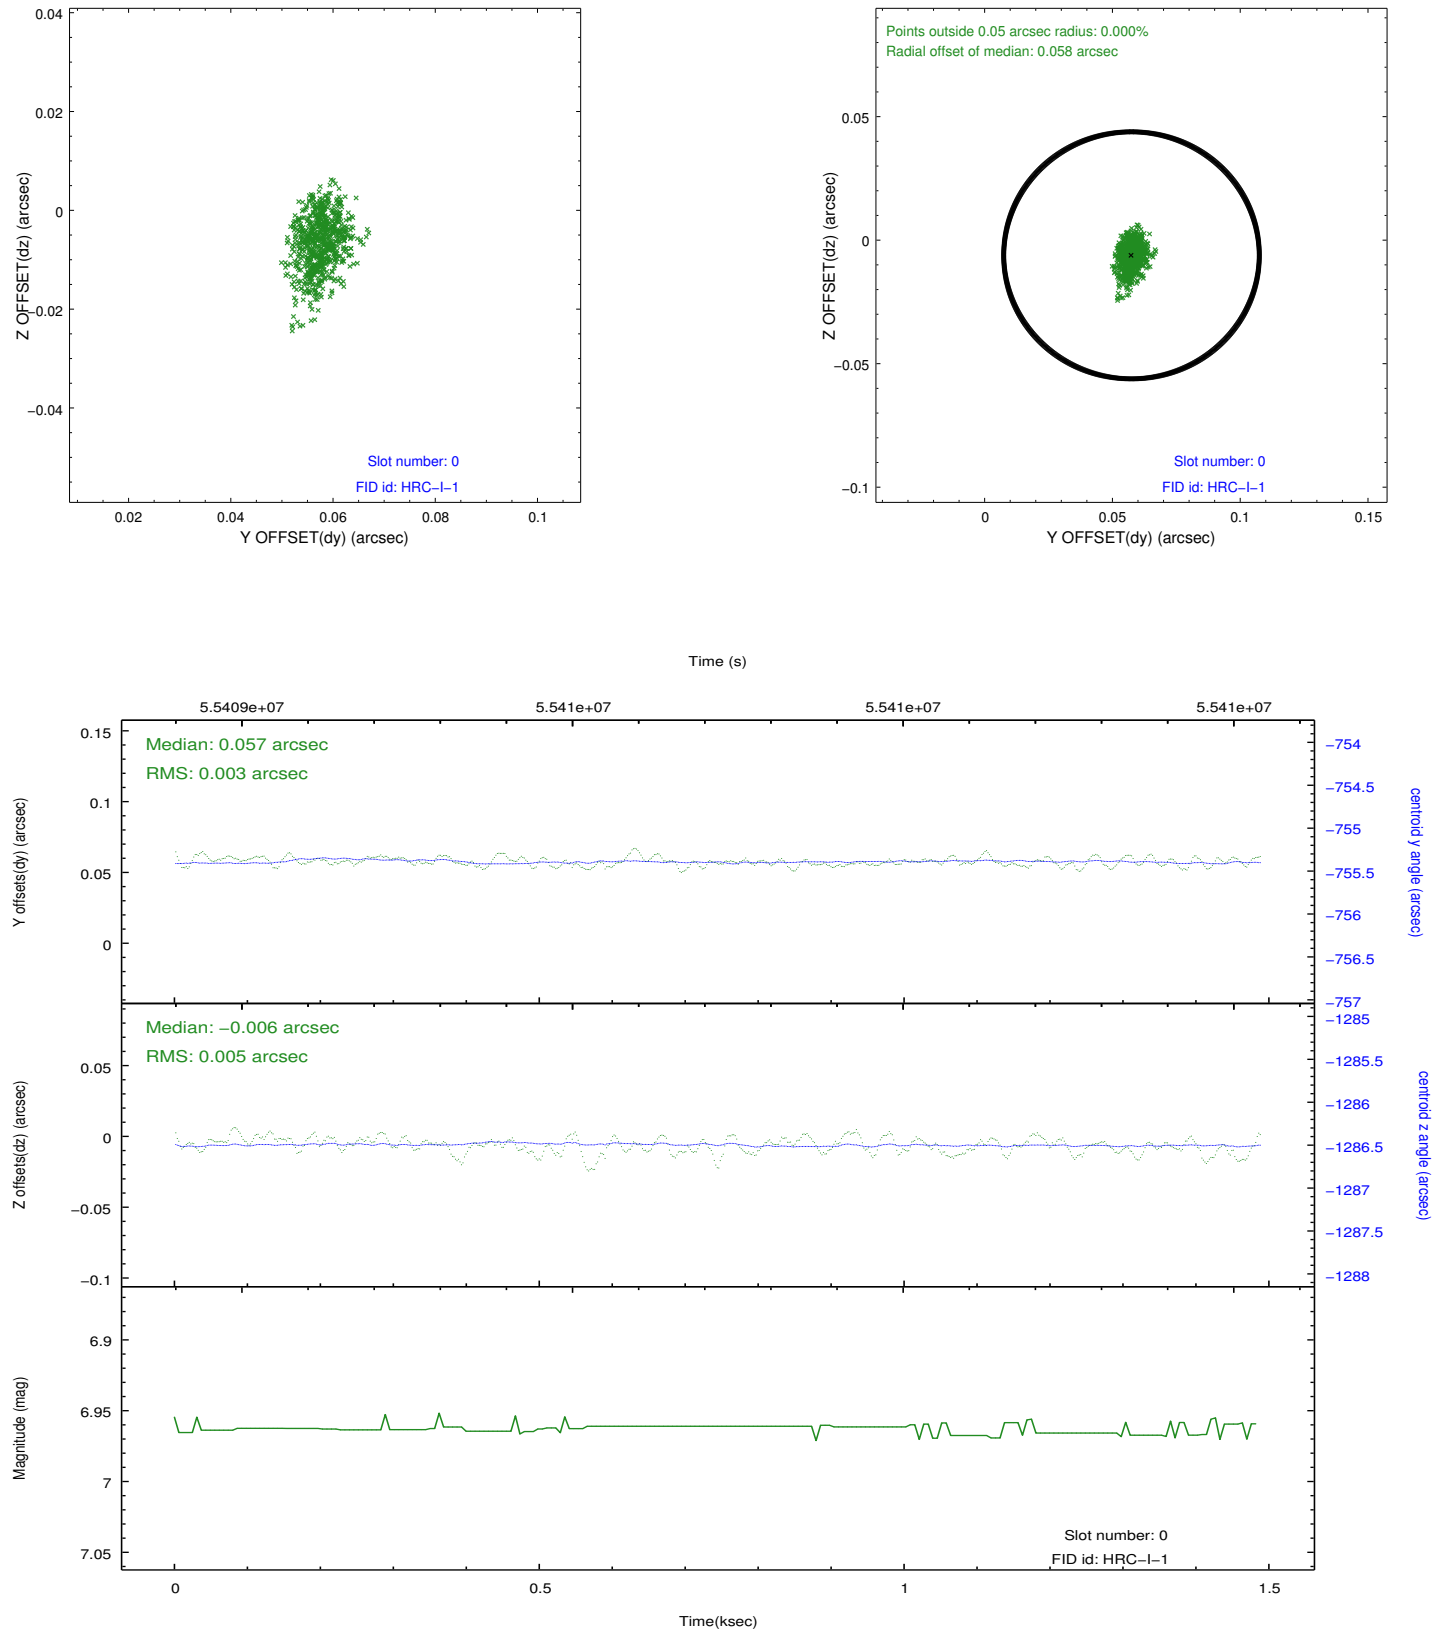 0.04
0.02
0
−0.02
−0.04
Z OFFSET(dz) (arcsec)
Slot number: 0
FID id: HRC−I−1
0.02 0.04 0.06 0.08 0.1
Y OFFSET(dy) (arcsec)
Points outside 0.05 arcsec radius: 0.000%
Radial offset of median: 0.058 arcsec
0.05
0
−0.05
−0.1
Z OFFSET(dz) (arcsec)
Slot number: 0
FID id: HRC−I−1
0 0.05 0.1 0.15
Y OFFSET(dy) (arcsec)
Time (s)
5.5409e+07 5.541e+07 5.541e+07 5.541e+07
Median: 0.057 arcsec
RMS: 0.003 arcsec
0.15
0.1
0.05
0
Y offsets(dy) (arcsec)
−754
−754.5
−755
−755.5
−756
−756.5
−757
centroid y angle (arcsec)
Median: −0.006 arcsec
RMS: 0.005 arcsec
0.05
0
−0.05
−0.1
Z offsets(dz) (arcsec)
−1285
−1285.5
−1286
−1286.5
−1287
−1287.5
−1288
centroid z angle (arcsec)
6.9
6.95
7
7.05
Magnitude (mag)
Slot number: 0
FID id: HRC−I−1
0 0.5 1 1.5
Time(ksec)